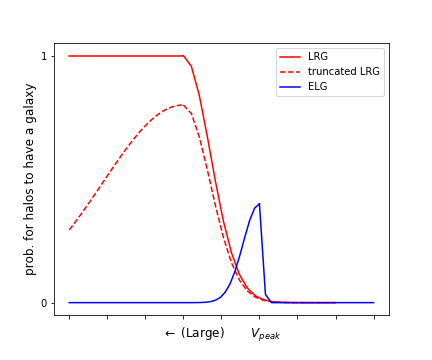 LRG
truncated LRG
ELG
prob. for halos to have a galaxy
1
0
← (Large) V_peak